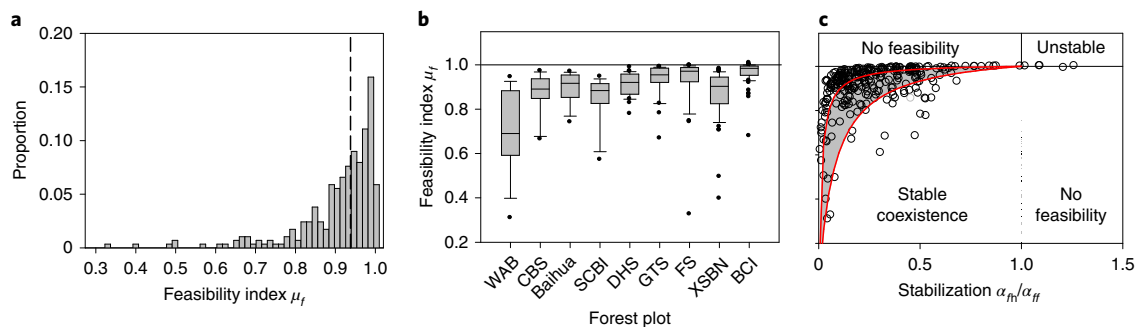 a
0.20
0.15
0.10
0.05
0
Proportion
0.3 0.4 0.5 0.6 0.7 0.8 0.9 1.0
Feasibility index μf
b
1.0
0.8
0.6
0.4
0.2
Feasibility index μf
WAB CBS Baihua SCBI DHS GTS FS XSBN BCI
Forest plot
c
No feasibility Unstable
Stable
coexistence
No
feasibility
0 0.5 1.0 1.5
Stabilization αfh/αff